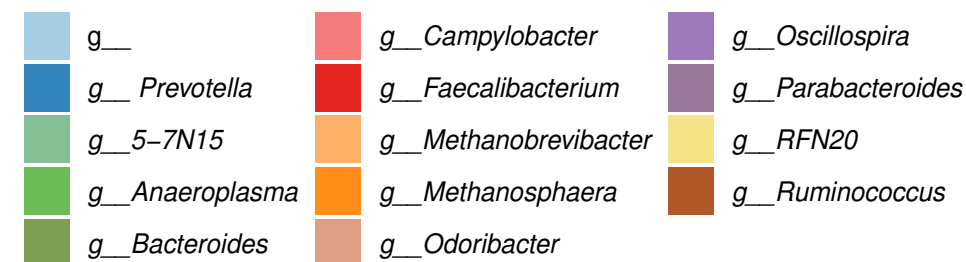 g__
g__ Prevotella
g__5−7N15
g__Anaeroplasma
g__Bacteroides
g__Campylobacter
g__Faecalibacterium
g__Methanobrevibacter
g__Methanosphaera
g__Odoribacter
g__Oscillospira
g__Parabacteroides
g__RFN20
g__Ruminococcus